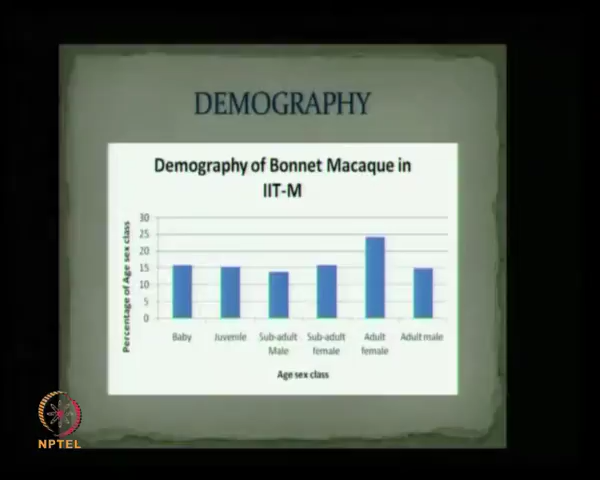 DEMOGRAPHY
Demography of Bonnet Macaque in
IIT-M
Percentage of Age sex class
30
25
20
15
10
5
0
Baby
Juvenile
Sub-adult
Male
Sub-adult
female
Adult
female
Adult male
Age sex class
NPTEL